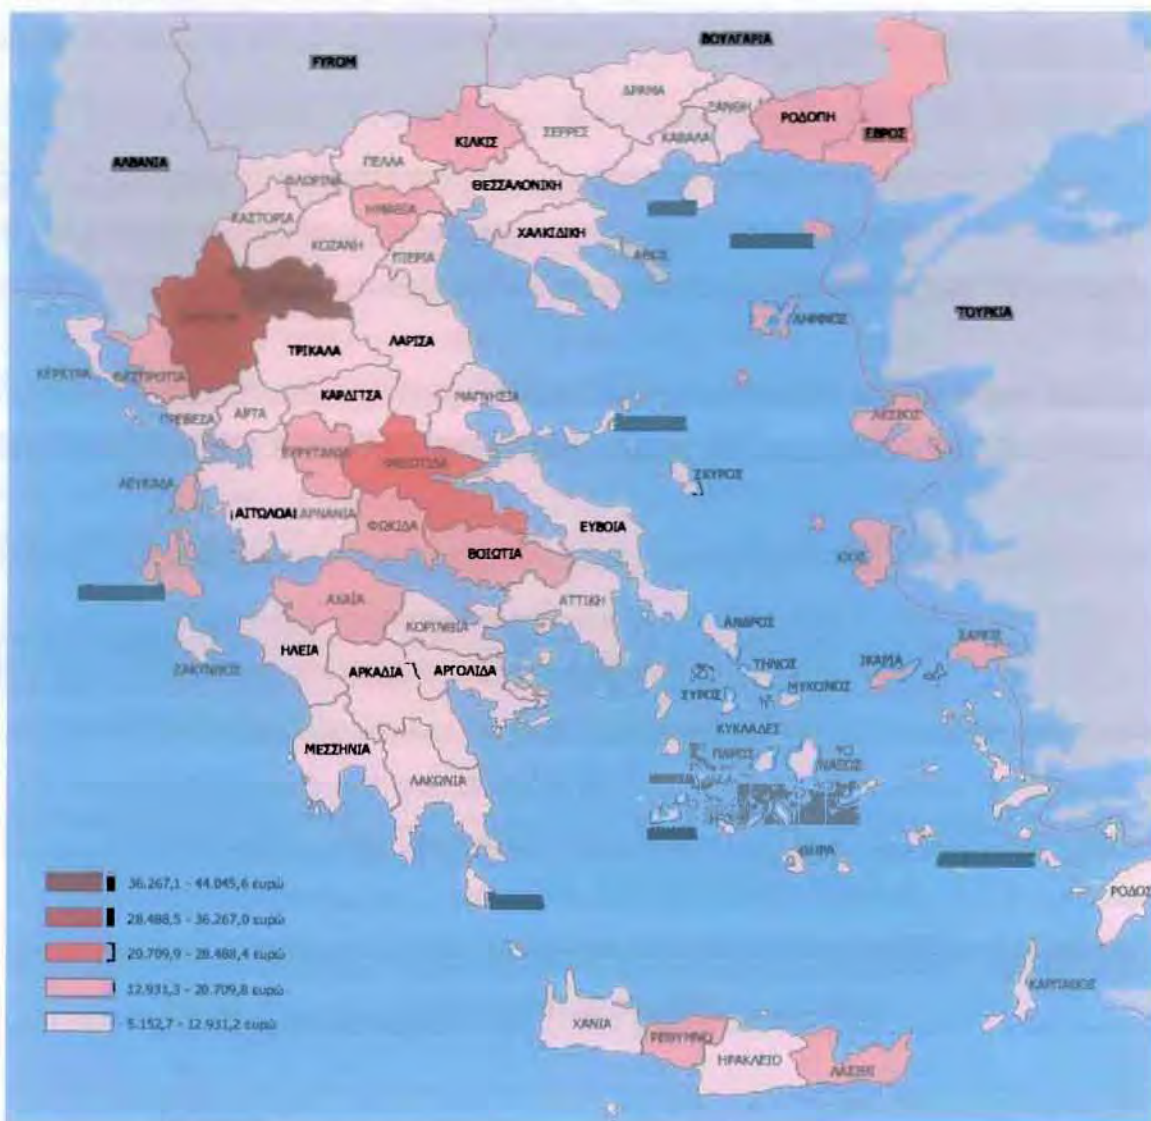 ΒΟΥΛΓΑΡΙΑ
FYROM
ΔΡΑΜΑ
ΞΑΝΘΗ
ΡΟΔΟΠΗ
ΕΒΡΟΣ
ΚΙΛΚΙΣ
ΣΕΡΡΕΣ
ΚΑΒΑΛΑ
ΑΛΒΑΝΙΑ
ΠΕΛΛΑ
ΦΛΩΡΙΝΑ
ΘΕΣΣΑΛΟΝΙΚΗ
ΗΜΑΘΙΑ
ΚΑΣΤΟΡΙΑ
ΧΑΛΚΙΔΙΚΗ
ΚΟΖΑΝΗ
ΠΙΕΡΙΑ
ΑΘΩΣ
ΤΟΥΡΚΙΑ
ΛΗΜΝΟΣ
ΛΑΡΙΣΑ
ΤΡΙΚΑΛΑ
ΚΕΡΚΥΡΑ
ΘΕΣΠΡΩΤΙΑ
ΚΑΡΔΙΤΣΑ
ΜΑΓΝΗΣΙΑ
ΠΡΕΒΕΖΑ
ΑΡΤΑ
ΛΕΣΒΟΣ
ΕΥΡΥΤΑΝΙΑ
ΦΘΙΩΤΙΔΑ
ΣΚΥΡΟΣ
ΛΕΥΚΑΔΑ
ΑΙΤΩΛΟΑΚΑΡΝΑΝΙΑ
ΦΩΚΙΔΑ
ΕΥΒΟΙΑ
ΒΟΙΩΤΙΑ
ΧΙΟΣ
ΑΧΑΪΑ
ΑΤΤΙΚΗ
ΚΟΡΙΝΘΙΑ
ΑΝΔΡΟΣ
ΣΑΜΟΣ
ΖΑΚΥΝΘΟΣ
ΗΛΕΙΑ
ΑΡΚΑΔΙΑ
ΑΡΓΟΛΙΔΑ
ΤΗΝΟΣ
ΙΚΑΡΙΑ
ΣΥΡΟΣ
ΜΥΚΟΝΟΣ
ΚΥΚΛΑΔΕΣ
ΜΕΣΣΗΝΙΑ
ΠΑΡΟΣ
ΝΑΞΟΣ
ΛΑΚΩΝΙΑ
ΘΗΡΑ
ΡΟΔΟΣ
36.267,1 - 44.045,6 ευρώ
28.488,5 - 36.267,0 ευρώ
20.709,9 - 28.488,4 ευρώ
12.931,3 - 20.709,8 ευρώ
5.152,7 - 12.931,2 ευρώ
ΚΑΡΠΑΘΟΣ
ΧΑΝΙΑ
ΡΕΘΥΜΝΟ
ΗΡΑΚΛΕΙΟ
ΛΑΣΙΘΙ